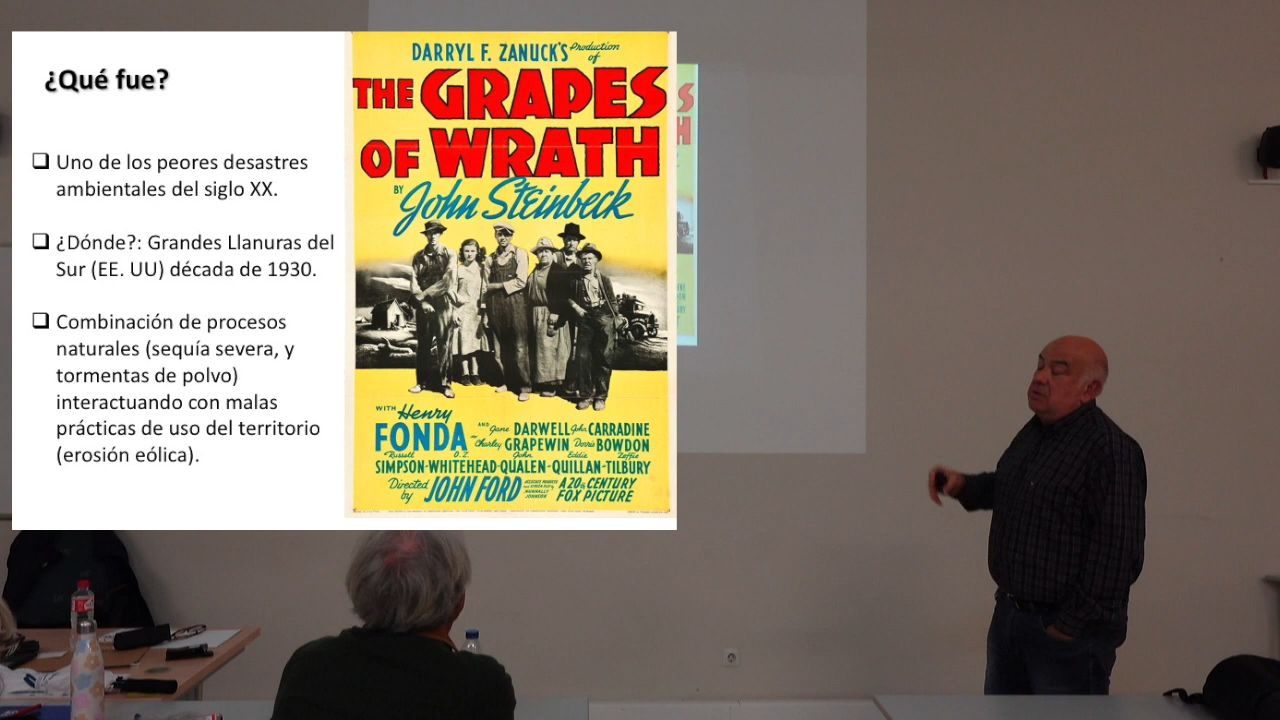 ¿Qué fue?
Uno de los peores desastres
ambientales del siglo XX.
¿Dónde?: Grandes Llanuras del
Sur (EE. UU) década de 1930.
Combinación de procesos
naturales (sequía severa, y
tormentas de polvo)
interactuando con malas
prácticas de uso del territorio
(erosión eólica).
DARRYL F. ZANUCK'S Production of
THE GRAPES
OF WRATH
BY John Steinbeck
WITH Henry
FONDA
AND Jane DARWELL John CARRADINE
Charley GRAPEWIN Dorris BOWDON
Russell O.Z. John Eddie Zeffie
SIMPSON-WHITEHEAD-QUALEN-QUILLAN-TILBURY
Directed by JOHN FORD
A 20th CENTURY
FOX PICTURE
S
H